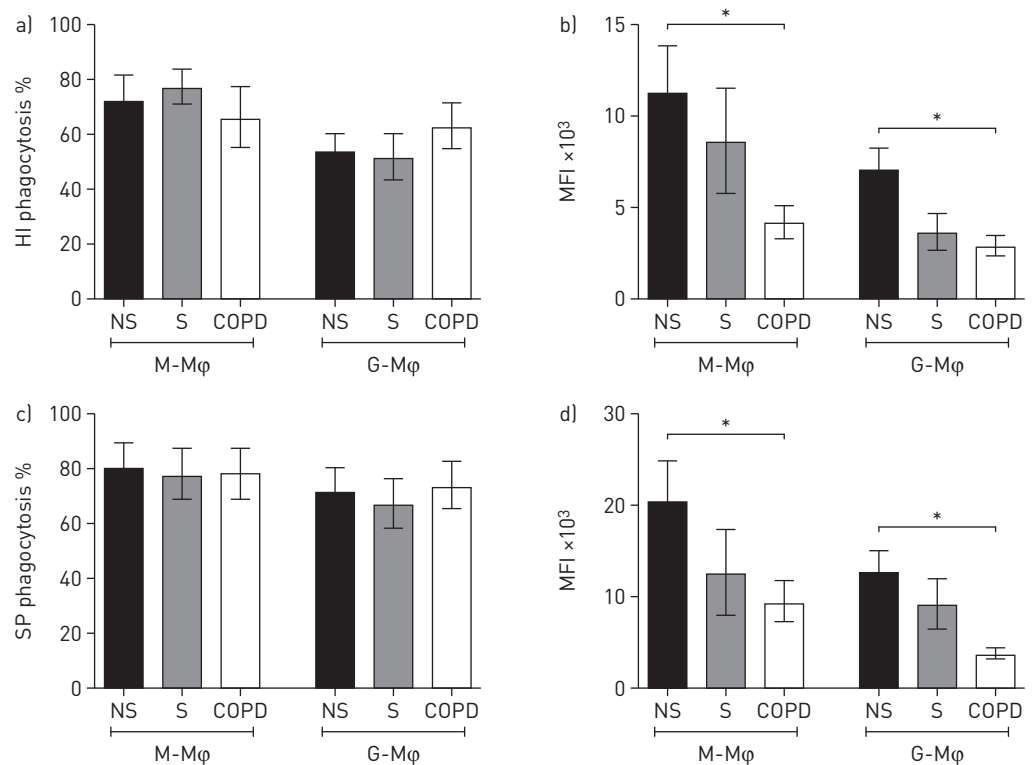 a)
HI phagocytosis %
100
80
60
40
20
0
NS S COPD NS S COPD
M-Mφ G-Mφ
b)
MFI ×10³
15
10
5
0
*
*
NS S COPD NS S COPD
M-Mφ G-Mφ
c)
SP phagocytosis %
100
80
60
40
20
0
NS S COPD NS S COPD
M-Mφ G-Mφ
d)
MFI ×10³
30
20
10
0
*
*
NS S COPD NS S COPD
M-Mφ G-Mφ